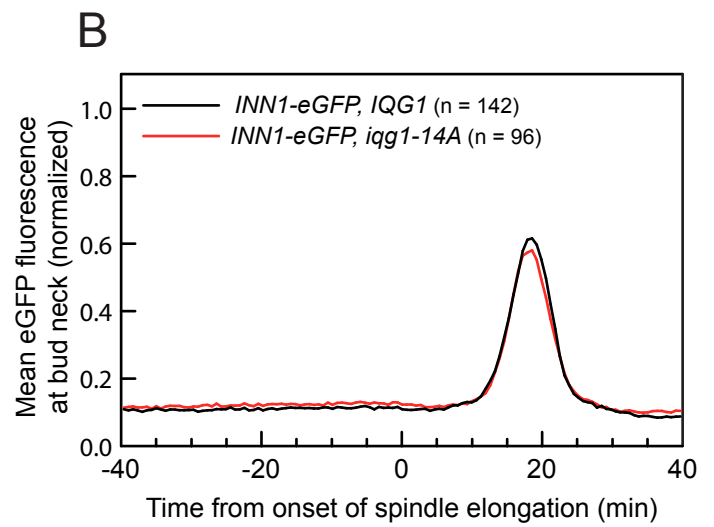 B
INN1-eGFP, IQG1 (n = 142)
INN1-eGFP, iqg1-14A (n = 96)
Mean eGFP fluorescence
at bud neck (normalized)
1.0
0.8
0.6
0.4
0.2
0.0
-40
-20
0
20
40
Time from onset of spindle elongation (min)